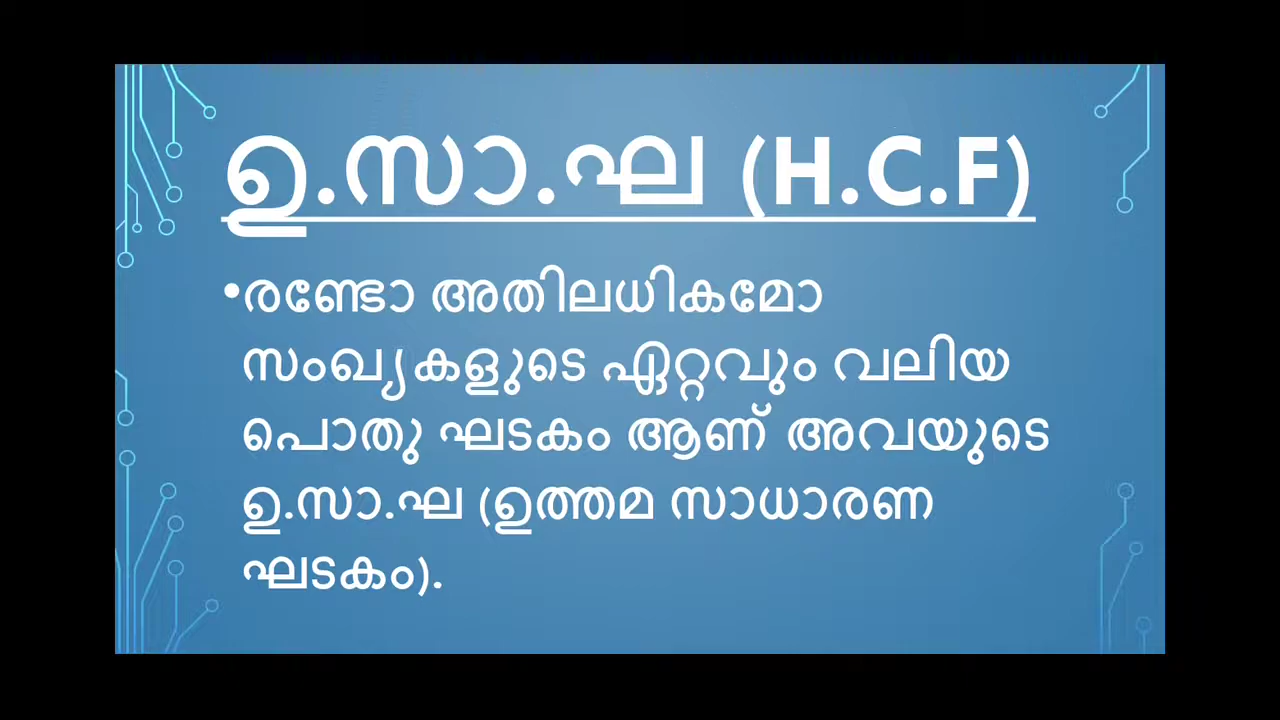 ഉ.സാ.ഘ (H.C.F)
•രണ്ടോ അതിലധികമോ
സംഖ്യകളുടെ ഏറ്റവും വലിയ
പൊതു ഘടകം ആണ് അവയുടെ
ഉ.സാ.ഘ (ഉത്തമ സാധാരണ
ഘടകം).